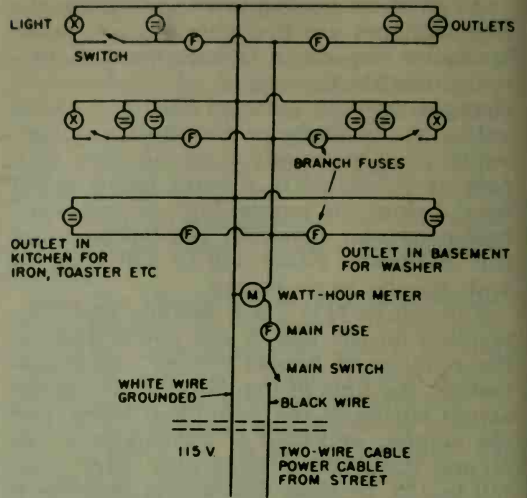 LIGHT
X
OUTLETS
SWITCH
F
F
X
F
F
X
BRANCH FUSES
F
F
OUTLET IN
KITCHEN FOR
IRON, TOASTER ETC
OUTLET IN BASEMENT
FOR WASHER
M
WATT-HOUR METER
F
MAIN FUSE
MAIN SWITCH
WHITE WIRE
GROUNDED
BLACK WIRE
115 V.
TWO-WIRE CABLE
POWER CABLE
FROM STREET